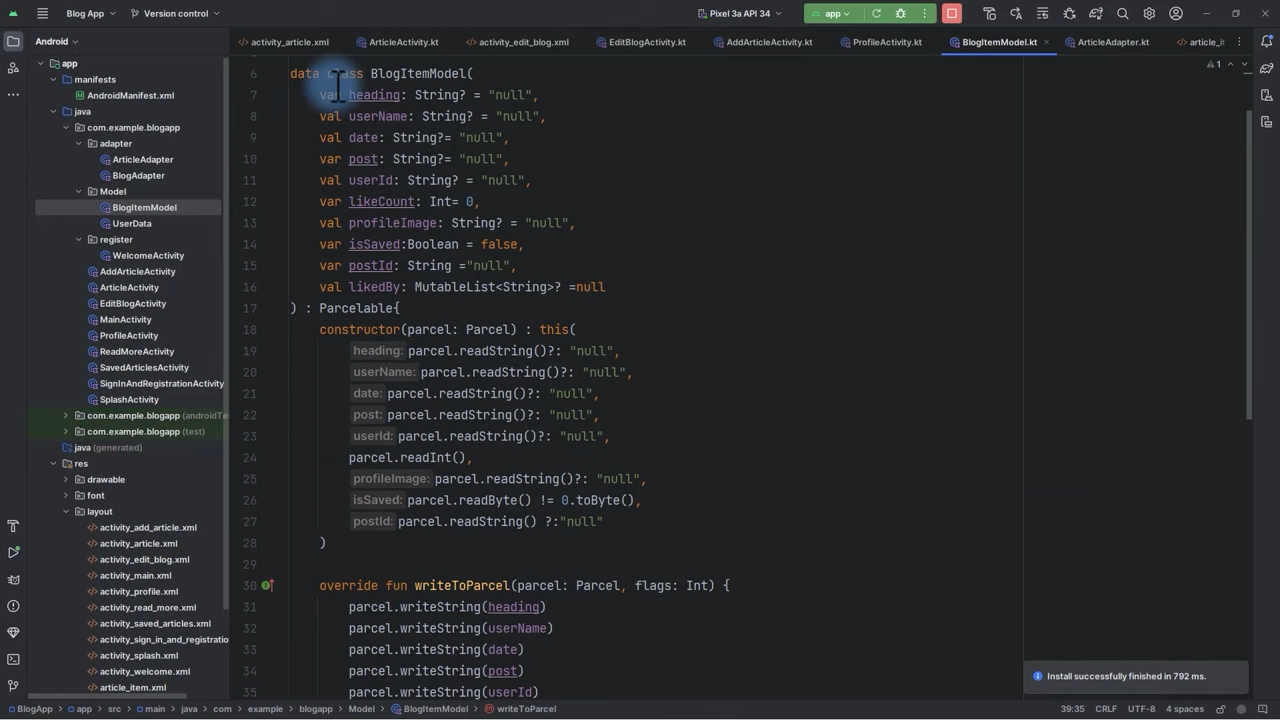 Blog App
Version control
Pixel 3a API 34
app
Android
activity_article.xml
ArticleActivity.kt
activity_edit_blog.xml
EditBlogActivity.kt
AddArticleActivity.kt
ProfileActivity.kt
BlogItemModel.kt
ArticleAdapter.kt
article_i
app
manifests
AndroidManifest.xml
java
com.example.blogapp
adapter
ArticleAdapter
BlogAdapter
Model
BlogItemModel
UserData
register
WelcomeActivity
AddArticleActivity
ArticleActivity
EditBlogActivity
MainActivity
ProfileActivity
ReadMoreActivity
SavedArticlesActivity
SignInAndRegistrationActivity
SplashActivity
com.example.blogapp (androidTe
com.example.blogapp (test)
java (generated)
res
drawable
font
layout
activity_add_article.xml
activity_article.xml
activity_edit_blog.xml
activity_main.xml
activity_profile.xml
activity_read_more.xml
activity_saved_articles.xml
activity_sign_in_and_registration
activity_splash.xml
activity_welcome.xml
article_item.xml
6 data class BlogItemModel(
7 var heading: String? = "null",
8 val userName: String? = "null",
9 val date: String?= "null",
10 var post: String?= "null",
11 val userId: String? = "null",
12 var likeCount: Int= 0,
13 val profileImage: String? = "null",
14 var isSaved:Boolean = false,
15 var postId: String ="null",
16 val likedBy: MutableList<String>? =null
17 ) : Parcelable{
18 constructor(parcel: Parcel) : this(
19 heading: parcel.readString()?: "null",
20 userName: parcel.readString()?: "null",
21 date: parcel.readString()?: "null",
22 post: parcel.readString()?: "null",
23 userId: parcel.readString()?: "null",
24 parcel.readInt(),
25 profileImage: parcel.readString()?: "null",
26 isSaved: parcel.readByte() != 0.toByte(),
27 postId: parcel.readString() ?:"null"
28 )
29
30 override fun writeToParcel(parcel: Parcel, flags: Int) {
31 parcel.writeString(heading)
32 parcel.writeString(userName)
33 parcel.writeString(date)
34 parcel.writeString(post)
35 parcel.writeString(userId)
1
Install successfully finished in 792 ms.
BlogApp > app > src > main > java > com > example > blogapp > Model > BlogItemModel > writeToParcel
39:35 CRLF UTF-8 4 spaces